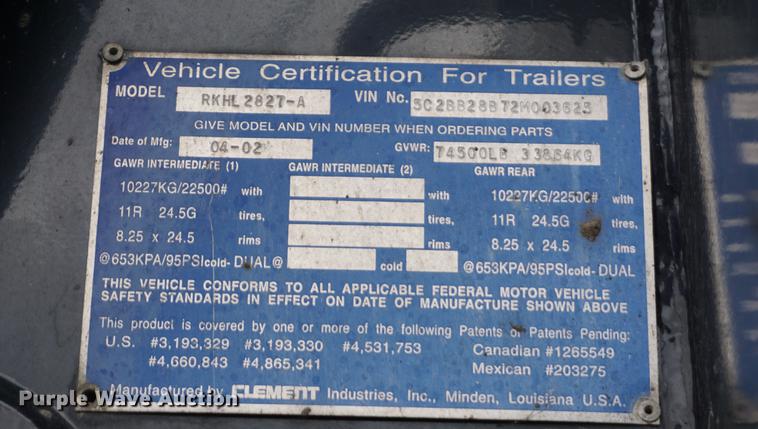 Vehicle Certification For Trailers
MODEL RKHL2827-A VIN No. 5C2BB28B72M003623
GIVE MODEL AND VIN NUMBER WHEN ORDERING PARTS
Date of Mfg: 04-02 GVWR: 74500LB 33864KG
GAWR INTERMEDIATE (1) GAWR INTERMEDIATE (2) GAWR REAR
10227KG/22500# with with 10227KG/22500# with
11R 24.5G tires, tires, 11R 24.5G tires,
8.25 x 24.5 rims rims 8.25 x 24.5 rims
@653KPA/95PSIcold- DUAL@ cold @653KPA/95PSIcold- DUAL
THIS VEHICLE CONFORMS TO ALL APPLICABLE FEDERAL MOTOR VEHICLE
SAFETY STANDARDS IN EFFECT ON DATE OF MANUFACTURE SHOWN ABOVE
This product is covered by one or more of the following Patents or Patents Pending:
U.S. #3,193,329 #3,193,330 #4,531,753 Canadian #1265549
#4,660,843 #4,865,341 Mexican #203275
Manufactured by CLEMENT Industries, Inc., Minden, Louisiana U.S.A.
Purple Wave Auction